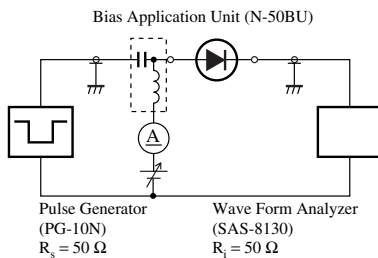 Bias Application Unit (N-50BU)
A
Pulse Generator
(PG-10N)
Rs = 50 Ω
Wave Form Analyzer
(SAS-8130)
Ri = 50 Ω